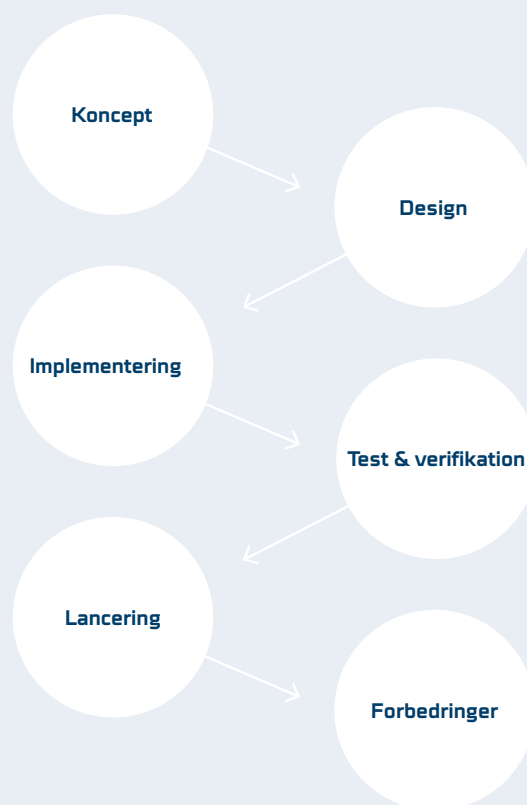 Koncept
Design
Implementering
Test & verifikation
Lancering
Forbedringer